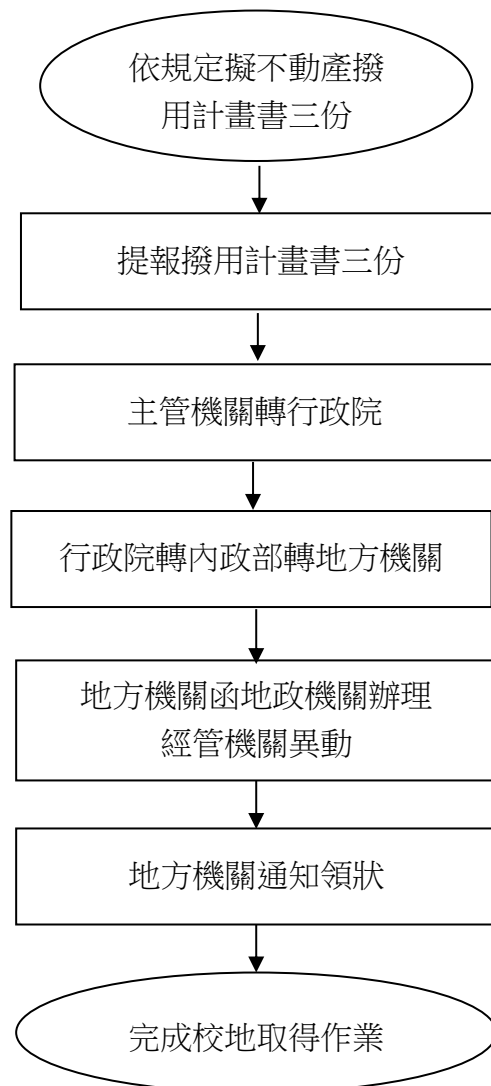 依規定擬不動產撥
用計畫書三份
提報撥用計畫書三份
主管機關轉行政院
行政院轉內政部轉地方機關
地方機關函地政機關辦理
經管機關異動
地方機關通知領狀
完成校地取得作業